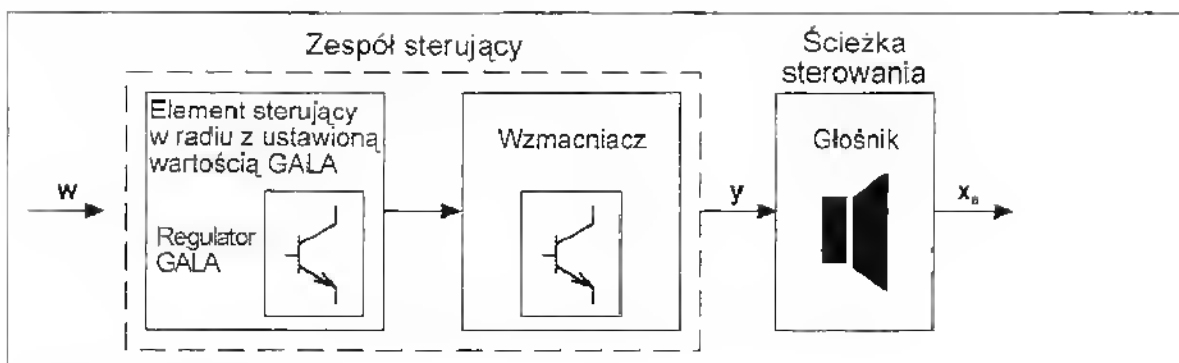 Zespół sterujący
Ścieżka
sterowania
Element sterujący
w radiu z ustawioną
wartością GALA
Regulator
GALA
Wzmacniacz
Głośnik
w
y
xₐ